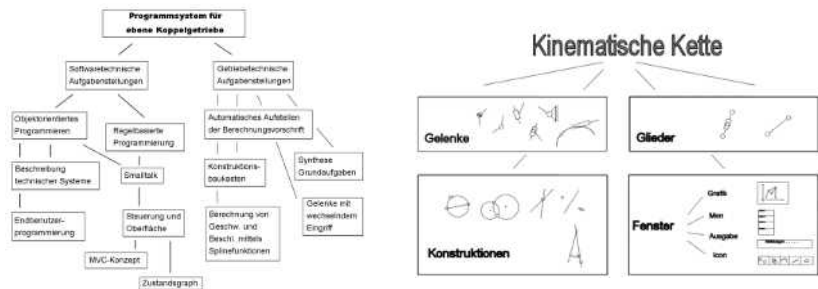 Programmsystem für
ebene Koppelgetriebe
Softwaretechnische
Aufgabenstellungen
Getriebetechnische
Aufgabenstellungen
Objektorientiertes
Programmieren
Regelbasierte
Programmierung
Automatisches Aufstellen
der Berechnungsvorschrift
Beschreibung
technischer Systeme
Smalltalk
Konstruktions-
baukasten
Synthese
Grundaufgaben
Endbenutzer-
programmierung
Steuerung und
Oberfläche
Berechnung von
Geschw. und
Beschl. mittels
Splinefunktionen
Gelenke mit
wechselndem
Eingriff
MVC-Konzept
Zustandsgraph
Kinematische Kette
Gelenke
Glieder
Konstruktionen
Fenster
Grafik
Men
Ausgabe
Icon